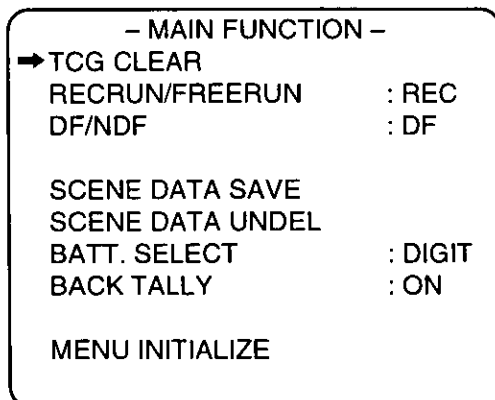 – MAIN FUNCTION –
➡TCG CLEAR
RECRUN/FREERUN : REC
DF/NDF : DF
SCENE DATA SAVE
SCENE DATA UNDEL
BATT. SELECT : DIGIT
BACK TALLY : ON
MENU INITIALIZE